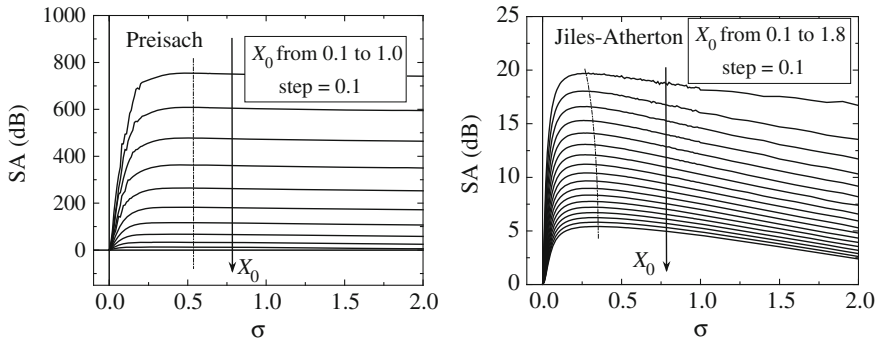 1000
800
600
400
200
0
SA (dB)
Preisach
X0 from 0.1 to 1.0
step = 0.1
X0
0.0 0.5 1.0 1.5 2.0
σ
25
20
15
10
5
0
SA (dB)
Jiles-Atherton
X0 from 0.1 to 1.8
step = 0.1
X0
0.0 0.5 1.0 1.5 2.0
σ